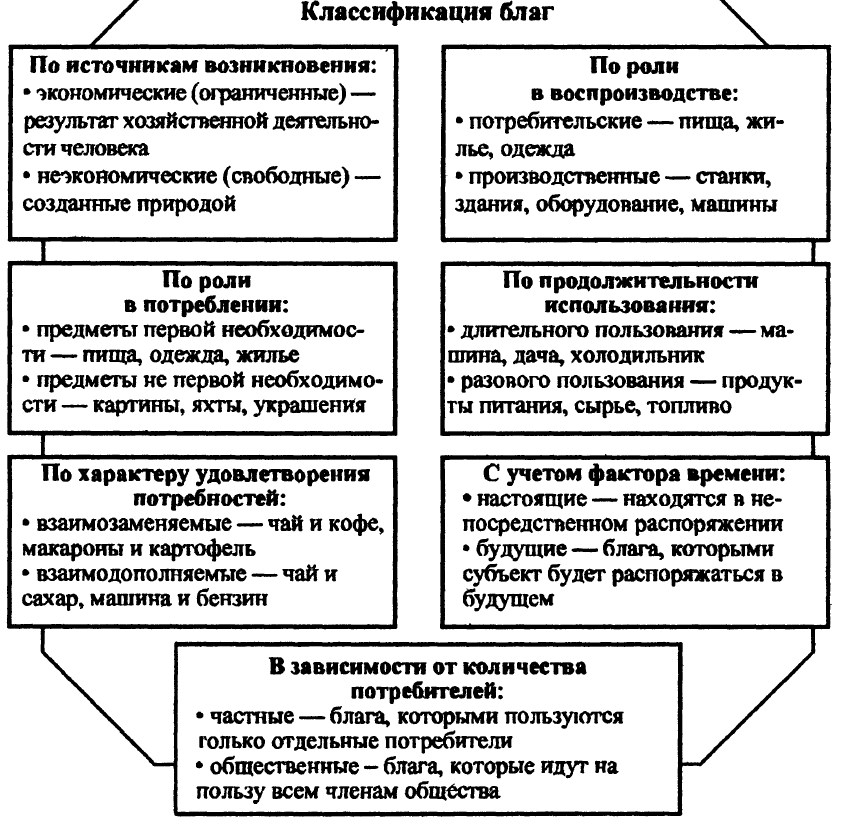 Классификация благ
По источникам возникновения:
• экономические (ограниченные) —
результат хозяйственной деятельно-
сти человека
• неэкономические (свободные) —
созданные природой
По роли
в воспроизводстве:
• потребительские — пища, жи-
лье, одежда
• производственные — станки,
здания, оборудование, машины
По роли
в потреблении:
• предметы первой необходимос-
ти — пища, одежда, жилье
• предметы не первой необходимо-
сти — картины, яхты, украшения
По продолжительности
использования:
• длительного пользования — ма-
шина, дача, холодильник
• разового пользования — продук-
ты питания, сырье, топливо
По характеру удовлетворения
потребностей:
• взаимозаменяемые — чай и кофе,
макароны и картофель
• взаимодополняемые — чай и
сахар, машина и бензин
С учетом фактора времени:
• настоящие — находятся в не-
посредственном распоряжении
• будущие — блага, которыми
субъект будет распоряжаться в
будущем
В зависимости от количества
потребителей:
• частные — блага, которыми пользуются
только отдельные потребители
• общественные – блага, которые идут на
пользу всем членам общества